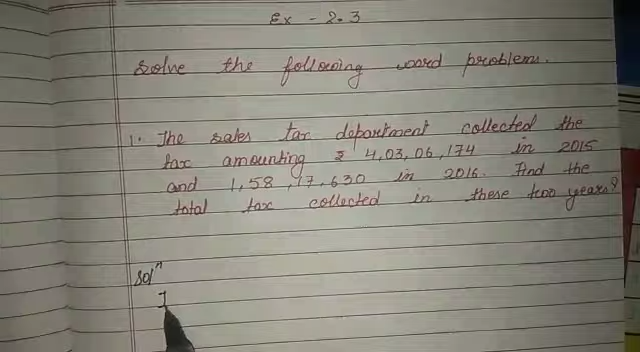 Ex - 2.3
Solve the following word problem.
1. The sales tax department collected the
tax amounting ₹ 4,03,06,174 in 2015
and 1,58,17,630 in 2016. Find the
total tax collected in these two years?
Solⁿ
I